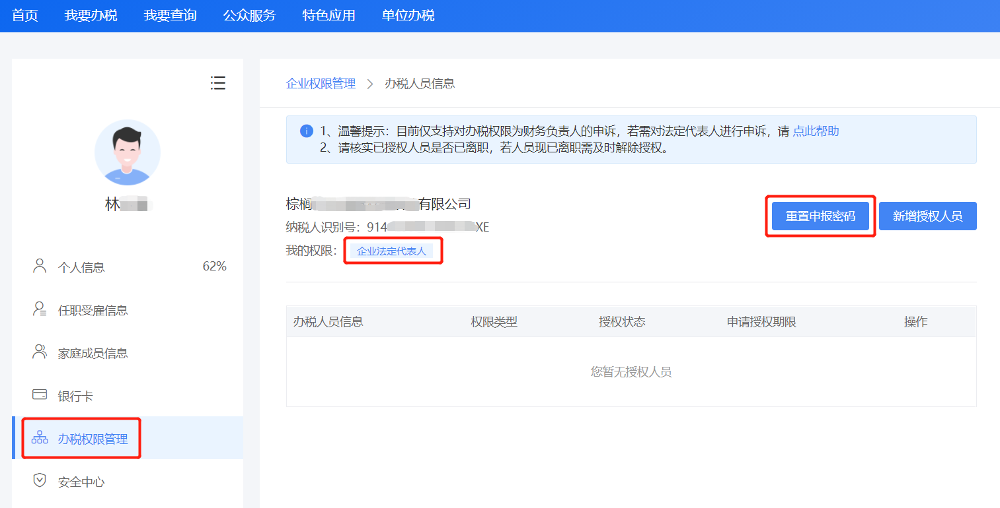 首页 我要办税 我要查询 公众服务 特色应用 单位办税
林
个人信息 62%
任职受雇信息
家庭成员信息
银行卡
办税权限管理
安全中心
企业权限管理 > 办税人员信息
1、温馨提示：目前仅支持对办税权限为财务负责人的申诉，若需对法定代表人进行申诉，请 点此帮助
2、请核实已授权人员是否已离职，若人员现已离职需及时解除授权。
棕榈 有限公司
纳税人识别号：914 XE
我的权限： 企业法定代表人
重置申报密码 新增授权人员
办税人员信息 权限类型 授权状态 申请授权期限 操作
您暂无授权人员